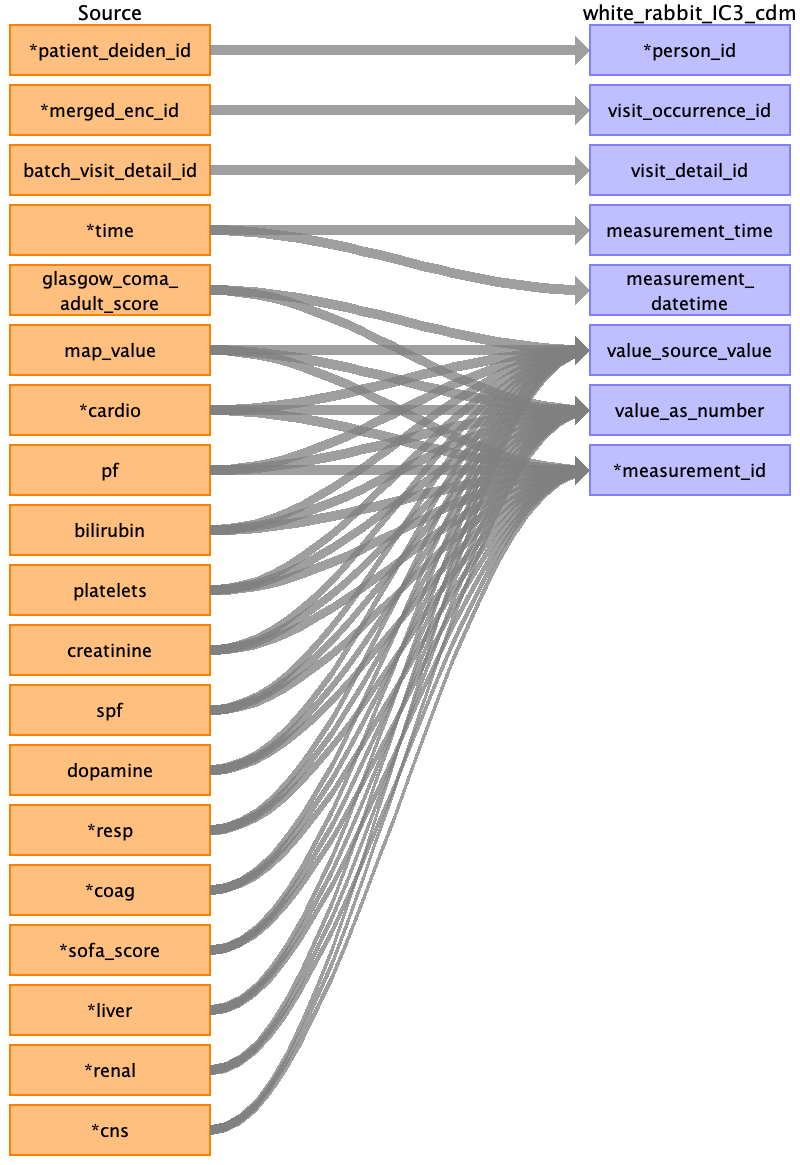 Source
white_rabbit_IC3_cdm
*patient_deiden_id
*person_id
*merged_enc_id
visit_occurrence_id
batch_visit_detail_id
visit_detail_id
*time
measurement_time
glasgow_coma_
adult_score
measurement_
datetime
map_value
value_source_value
*cardio
value_as_number
pf
*measurement_id
bilirubin
platelets
creatinine
spf
dopamine
*resp
*coag
*sofa_score
*liver
*renal
*cns